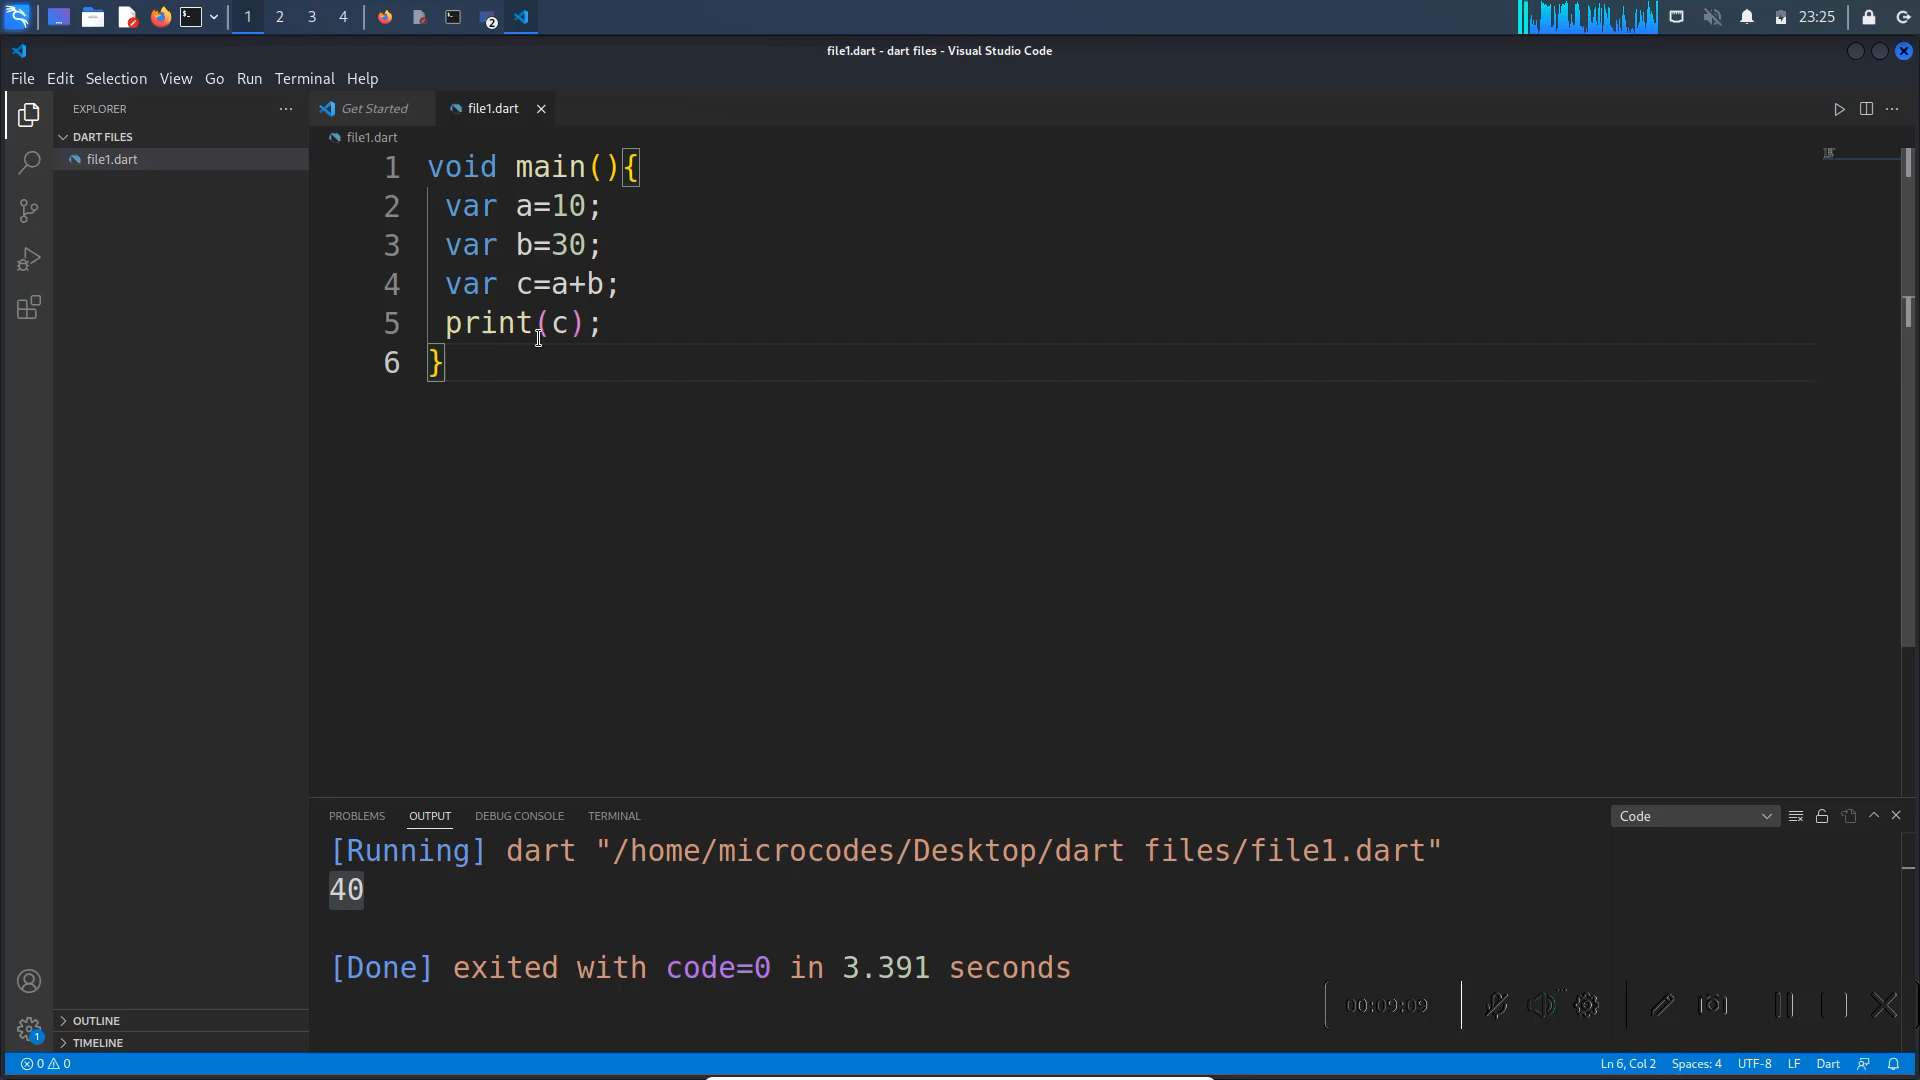 1 2 3 4 2 23:25
file1.dart - dart files - Visual Studio Code
File Edit Selection View Go Run Terminal Help
EXPLORER ... Get Started file1.dart
DART FILES file1.dart
file1.dart
1 void main(){
2 var a=10;
3 var b=30;
4 var c=a+b;
5 print(c);
6 }
PROBLEMS OUTPUT DEBUG CONSOLE TERMINAL Code
[Running] dart "/home/microcodes/Desktop/dart files/file1.dart"
40
[Done] exited with code=0 in 3.391 seconds
00:09:09
OUTLINE
1
TIMELINE
0 0 Ln 6, Col 2 Spaces: 4 UTF-8 LF Dart